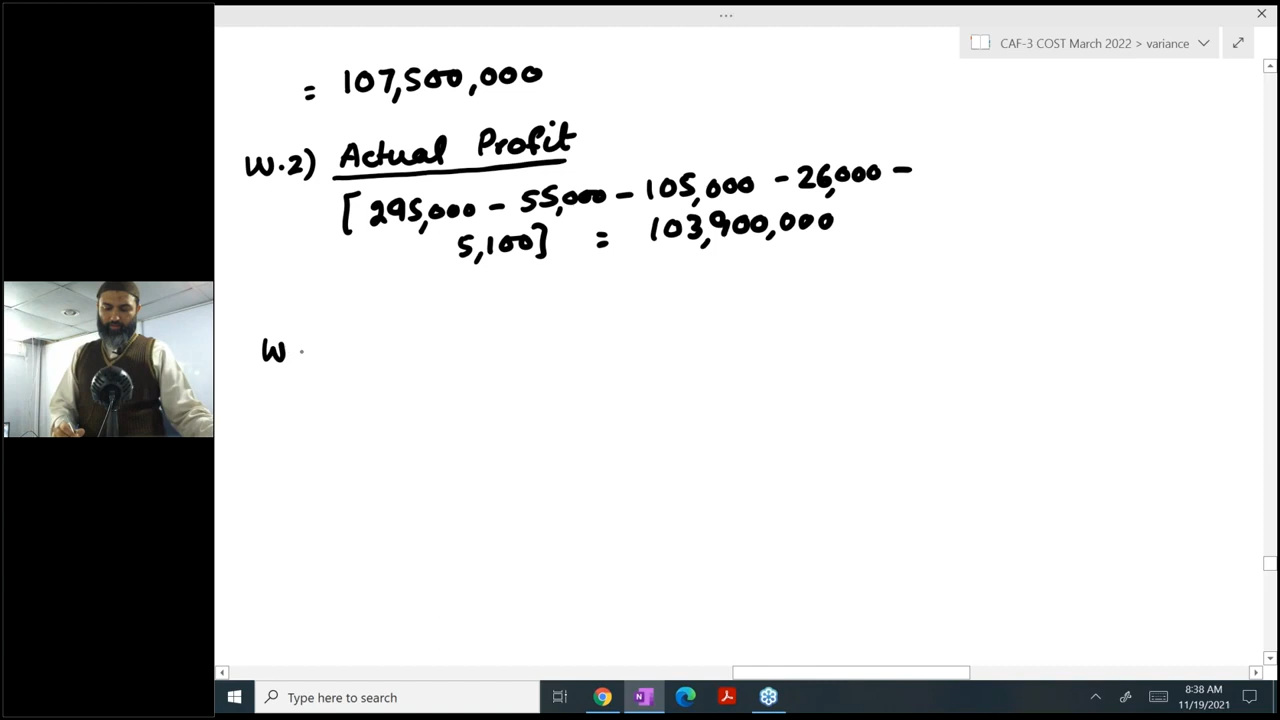 CAF-3 COST March 2022 > variance
= 107,500,000
W.2) Actual Profit
[295,000 - 55,000 - 105,000 - 26,000 -
5,100] = 103,900,000
W
Type here to search
8:38 AM
11/19/2021